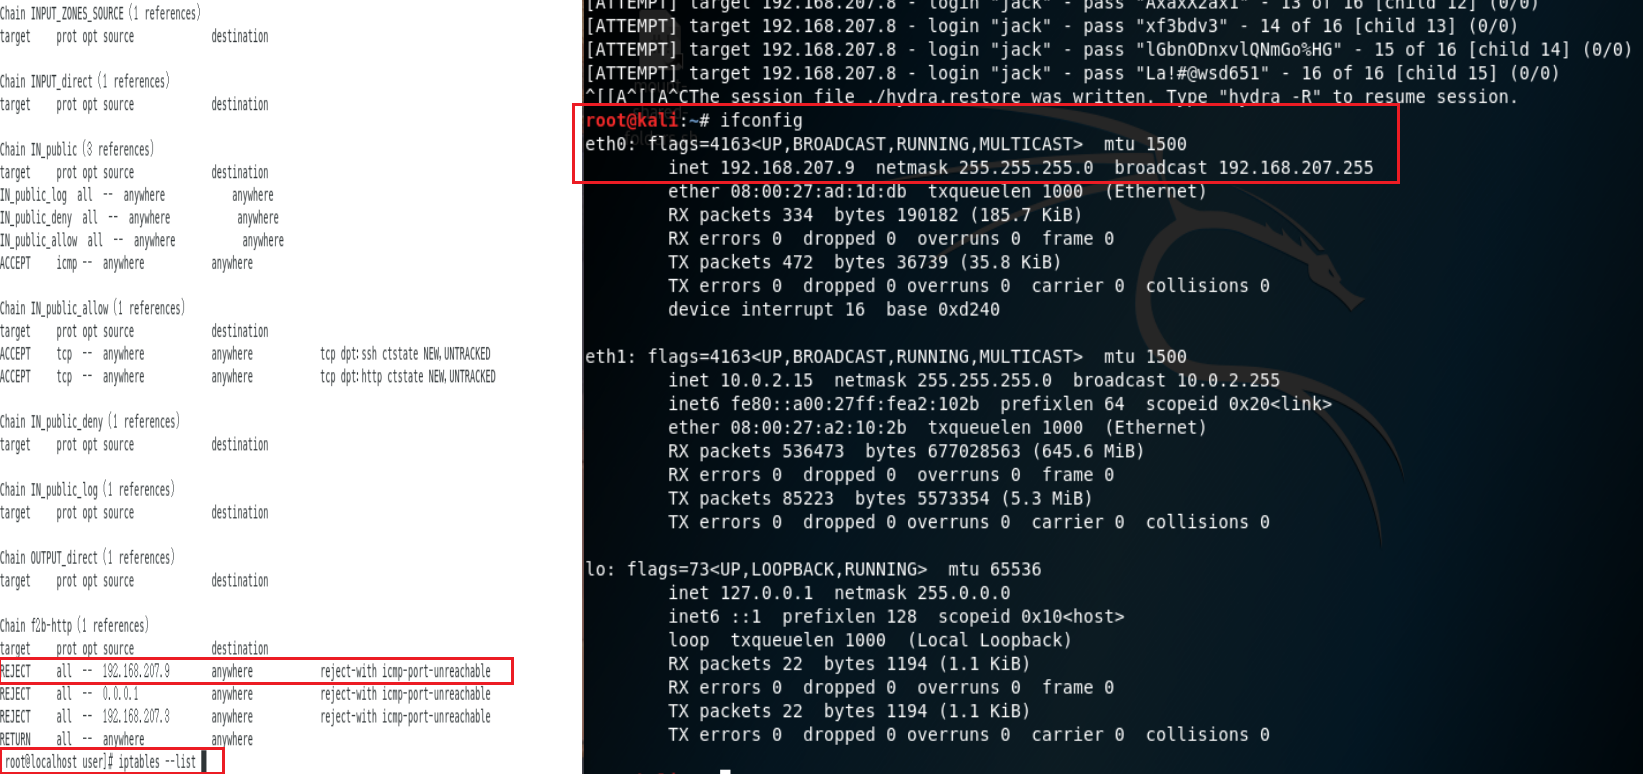 Chain INPUT_ZONES_SOURCE (1 references)
target prot opt source destination
Chain INPUT_direct (1 references)
target prot opt source destination
Chain IN_public (3 references)
target prot opt source destination
IN_public_log all -- anywhere anywhere
IN_public_deny all -- anywhere anywhere
IN_public_allow all -- anywhere anywhere
ACCEPT icmp -- anywhere anywhere
Chain IN_public_allow (1 references)
target prot opt source destination
ACCEPT tcp -- anywhere anywhere tcp dpt:ssh ctstate NEW,UNTRACKED
ACCEPT tcp -- anywhere anywhere tcp dpt:http ctstate NEW,UNTRACKED
Chain IN_public_deny (1 references)
target prot opt source destination
Chain IN_public_log (1 references)
target prot opt source destination
Chain OUTPUT_direct (1 references)
target prot opt source destination
Chain f2b-http (1 references)
target prot opt source destination
REJECT all -- 192.168.207.9 anywhere reject-with icmp-port-unreachable
REJECT all -- 0.0.0.1 anywhere reject-with icmp-port-unreachable
REJECT all -- 192.168.207.3 anywhere reject-with icmp-port-unreachable
RETURN all -- anywhere anywhere
root@localhost user]# iptables --list
[ATTEMPT] target 192.168.207.8 - login "jack" - pass "AxaxX2ax1" - 13 of 16 [child 12] (0/0)
[ATTEMPT] target 192.168.207.8 - login "jack" - pass "xf3bdv3" - 14 of 16 [child 13] (0/0)
[ATTEMPT] target 192.168.207.8 - login "jack" - pass "lGbnODnxvlQNmGo%HG" - 15 of 16 [child 14] (0/0)
[ATTEMPT] target 192.168.207.8 - login "jack" - pass "La!#@wsd651" - 16 of 16 [child 15] (0/0)
^[[A^[[A^CThe session file ./hydra.restore was written. Type "hydra -R" to resume session.
root@kali:~# ifconfig
eth0: flags=4163<UP,BROADCAST,RUNNING,MULTICAST> mtu 1500
inet 192.168.207.9 netmask 255.255.255.0 broadcast 192.168.207.255
ether 08:00:27:ad:1d:db txqueuelen 1000 (Ethernet)
RX packets 334 bytes 190182 (185.7 KiB)
RX errors 0 dropped 0 overruns 0 frame 0
TX packets 472 bytes 36739 (35.8 KiB)
TX errors 0 dropped 0 overruns 0 carrier 0 collisions 0
device interrupt 16 base 0xd240
eth1: flags=4163<UP,BROADCAST,RUNNING,MULTICAST> mtu 1500
inet 10.0.2.15 netmask 255.255.255.0 broadcast 10.0.2.255
inet6 fe80::a00:27ff:fea2:102b prefixlen 64 scopeid 0x20<link>
ether 08:00:27:a2:10:2b txqueuelen 1000 (Ethernet)
RX packets 536473 bytes 677028563 (645.6 MiB)
RX errors 0 dropped 0 overruns 0 frame 0
TX packets 85223 bytes 5573354 (5.3 MiB)
TX errors 0 dropped 0 overruns 0 carrier 0 collisions 0
lo: flags=73<UP,LOOPBACK,RUNNING> mtu 65536
inet 127.0.0.1 netmask 255.0.0.0
inet6 ::1 prefixlen 128 scopeid 0x10<host>
loop txqueuelen 1000 (Local Loopback)
RX packets 22 bytes 1194 (1.1 KiB)
RX errors 0 dropped 0 overruns 0 frame 0
TX packets 22 bytes 1194 (1.1 KiB)
TX errors 0 dropped 0 overruns 0 carrier 0 collisions 0